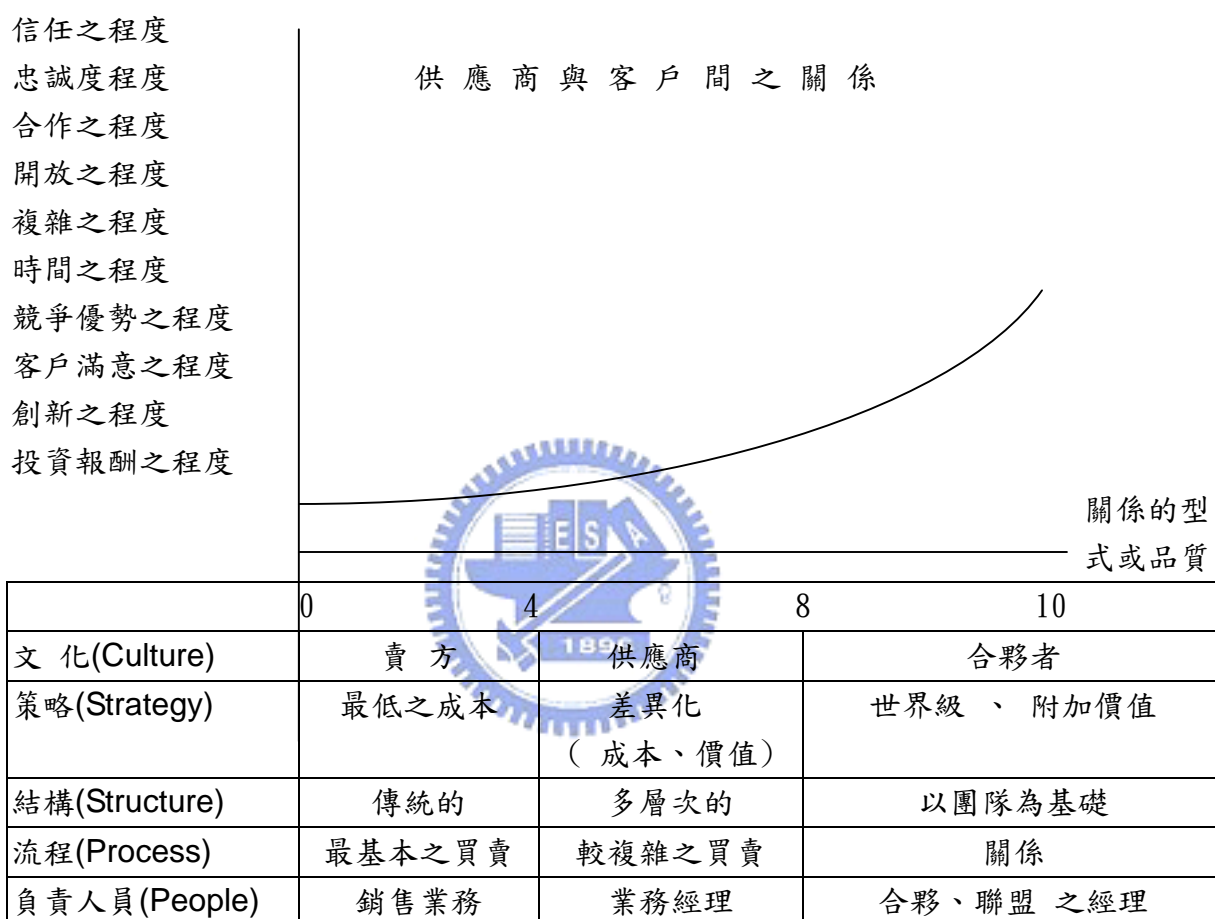 信任之程度
忠誠度程度
供應商與客戶間之關係
合作之程度
開放之程度
複雜之程度
時間之程度
競爭優勢之程度
客戶滿意之程度
創新之程度
投資報酬之程度
關係的型
式或品質
0 4 8 10
文 化(Culture) 賣 方 供應商 合夥者
策略(Strategy) 最低之成本 差異化 世界級 、 附加價值
( 成本、價值)
結構(Structure) 傳統的 多層次的 以團隊為基礎
流程(Process) 最基本之買賣 較複雜之買賣 關係
負責人員(People) 銷售業務 業務經理 合夥、聯盟 之經理
E S A
1896